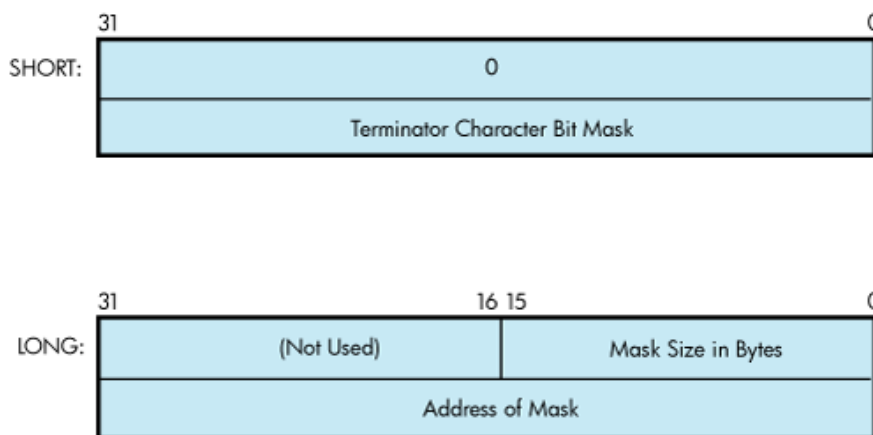 31 0
SHORT: 0
Terminator Character Bit Mask
31 16 15 0
LONG: (Not Used) Mask Size in Bytes
Address of Mask